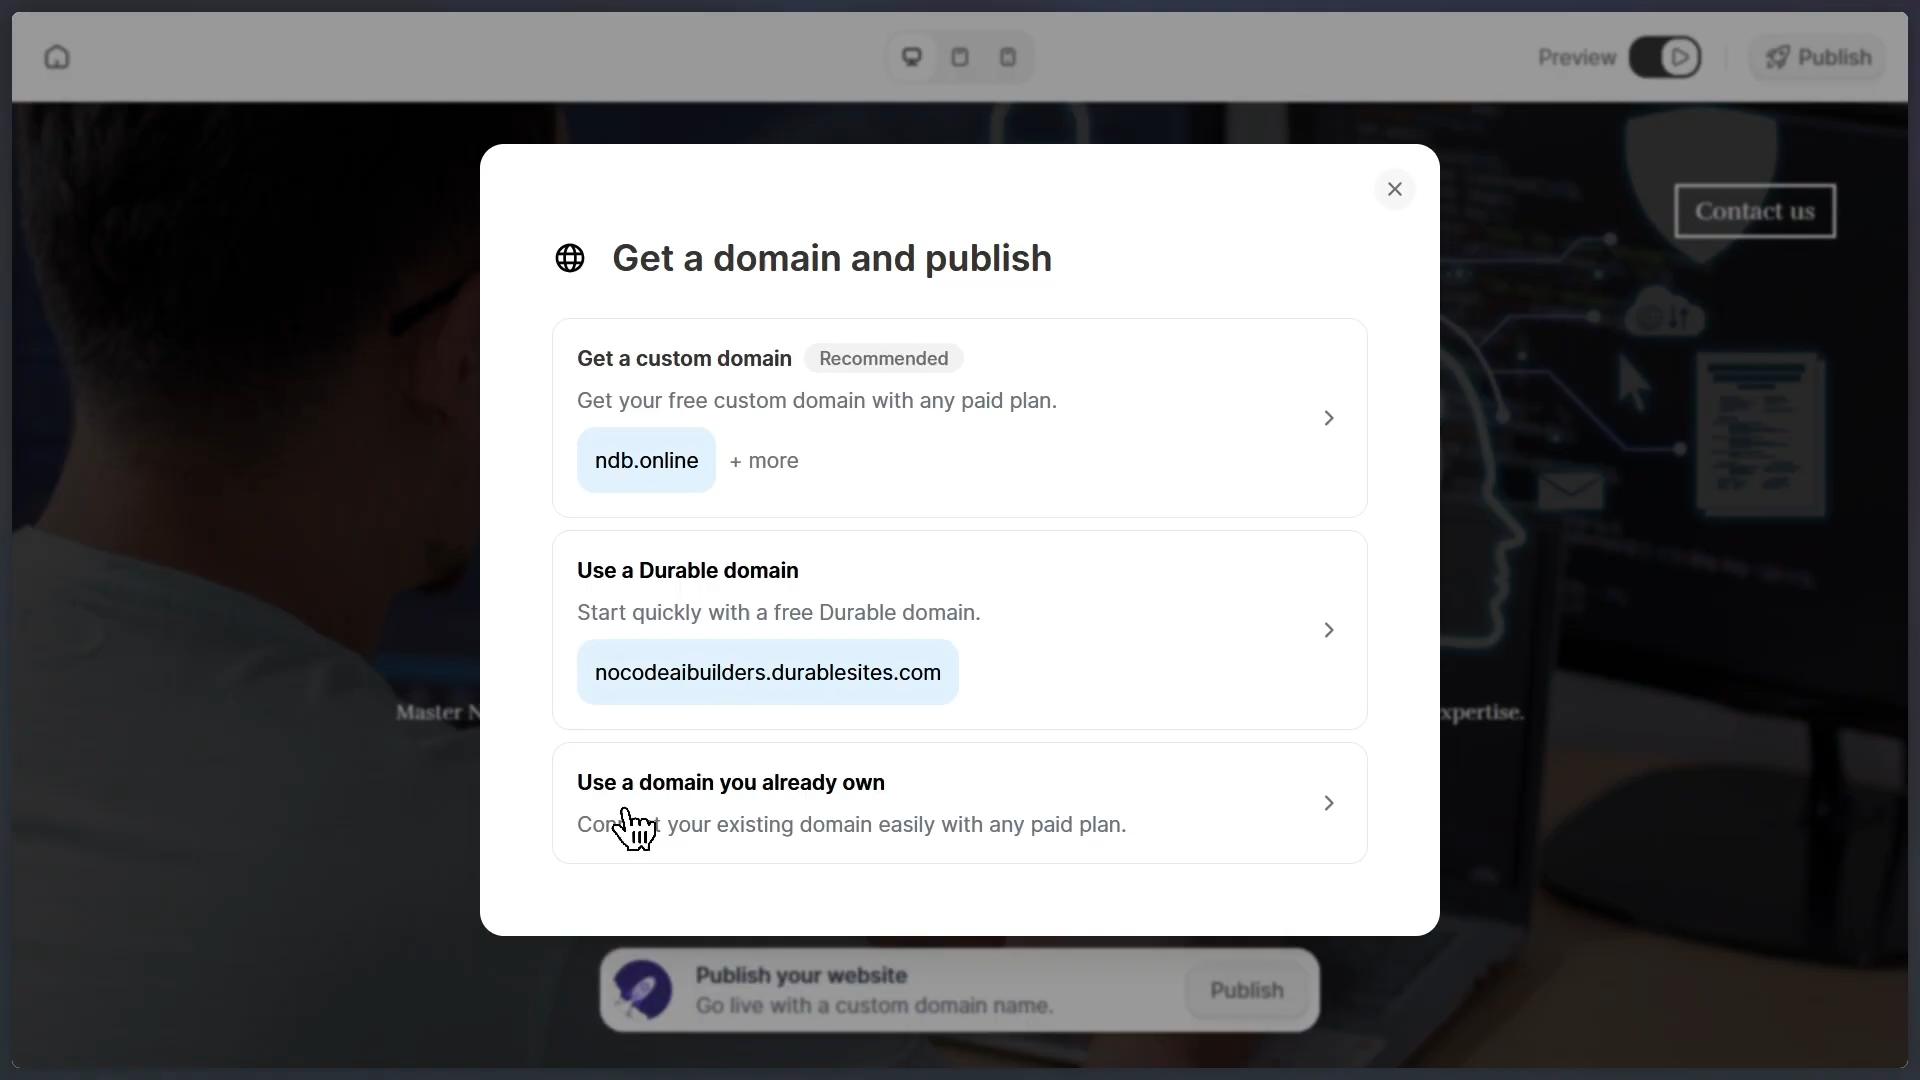 Preview
Publish
Contact us
Get a domain and publish
Get a custom domain Recommended
Get your free custom domain with any paid plan.
ndb.online + more
Use a Durable domain
Start quickly with a free Durable domain.
nocodeaibuilders.durablesites.com
Master
xpertise.
Use a domain you already own
your existing domain easily with any paid plan.
Publish your website
Go live with a custom domain name.
Publish